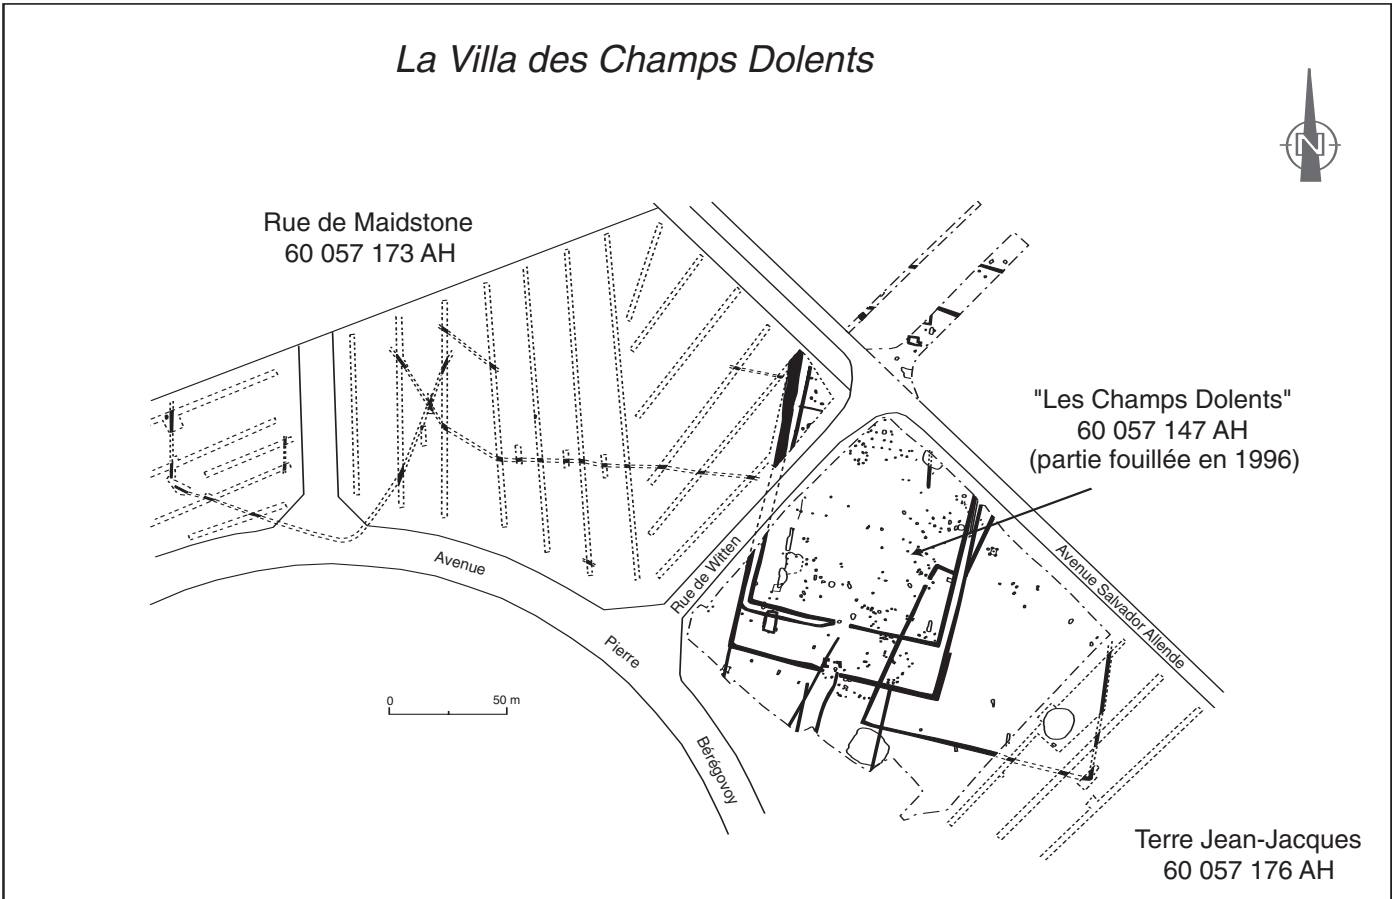 La Villa des Champs Dolents
N
Rue de Maidstone
60 057 173 AH
"Les Champs Dolents"
60 057 147 AH
(partie fouillée en 1996)
Avenue
Pierre
Bérégovoy
Rue de Witten
Avenue Salvador Allende
0 50 m
Terre Jean-Jacques
60 057 176 AH